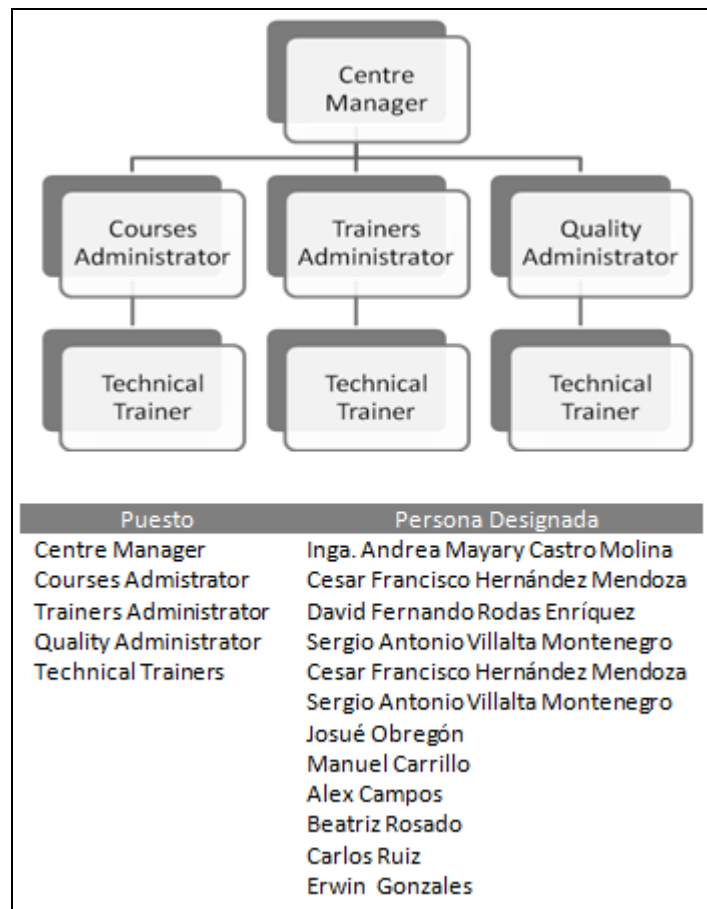 Centre
Manager
Courses
Administrator
Trainers
Administrator
Quality
Administrator
Technical
Trainer
Technical
Trainer
Technical
Trainer
Puesto Persona Designada
Centre Manager Inga. Andrea Mayary Castro Molina
Courses Admistrator Cesar Francisco Hernández Mendoza
Trainers Administrator David Fernando Rodas Enríquez
Quality Administrator Sergio Antonio Villalta Montenegro
Technical Trainers Cesar Francisco Hernández Mendoza
Sergio Antonio Villalta Montenegro
Josué Obregón
Manuel Carrillo
Alex Campos
Beatriz Rosado
Carlos Ruiz
Erwin Gonzales